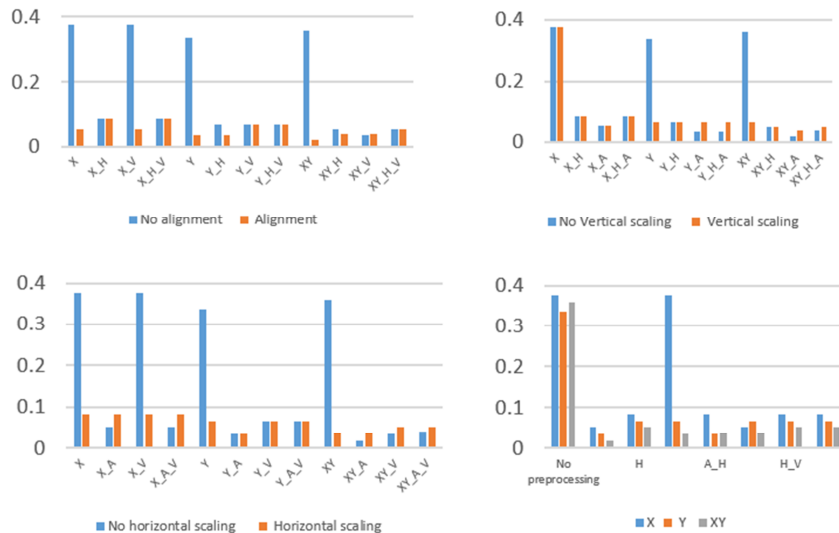 0.4
0.2
0
X X_H X_V X_H_V Y Y_H Y_V Y_H_V XY XY_H XY_V XY_H_V
No alignment Alignment
0.4
0.2
0
X X_H X_A X_H_A Y Y_H Y_A Y_H_A XY XY_H XY_A XY_H_A
No Vertical scaling Vertical scaling
0.4
0.3
0.2
0.1
0
X X_A X_V X_A_V Y Y_A Y_V Y_A_V XY XY_A XY_V XY_A_V
No horizontal scaling Horizontal scaling
0.4
0.3
0.2
0.1
0
No H A_H H_V
preprocessing
X Y XY